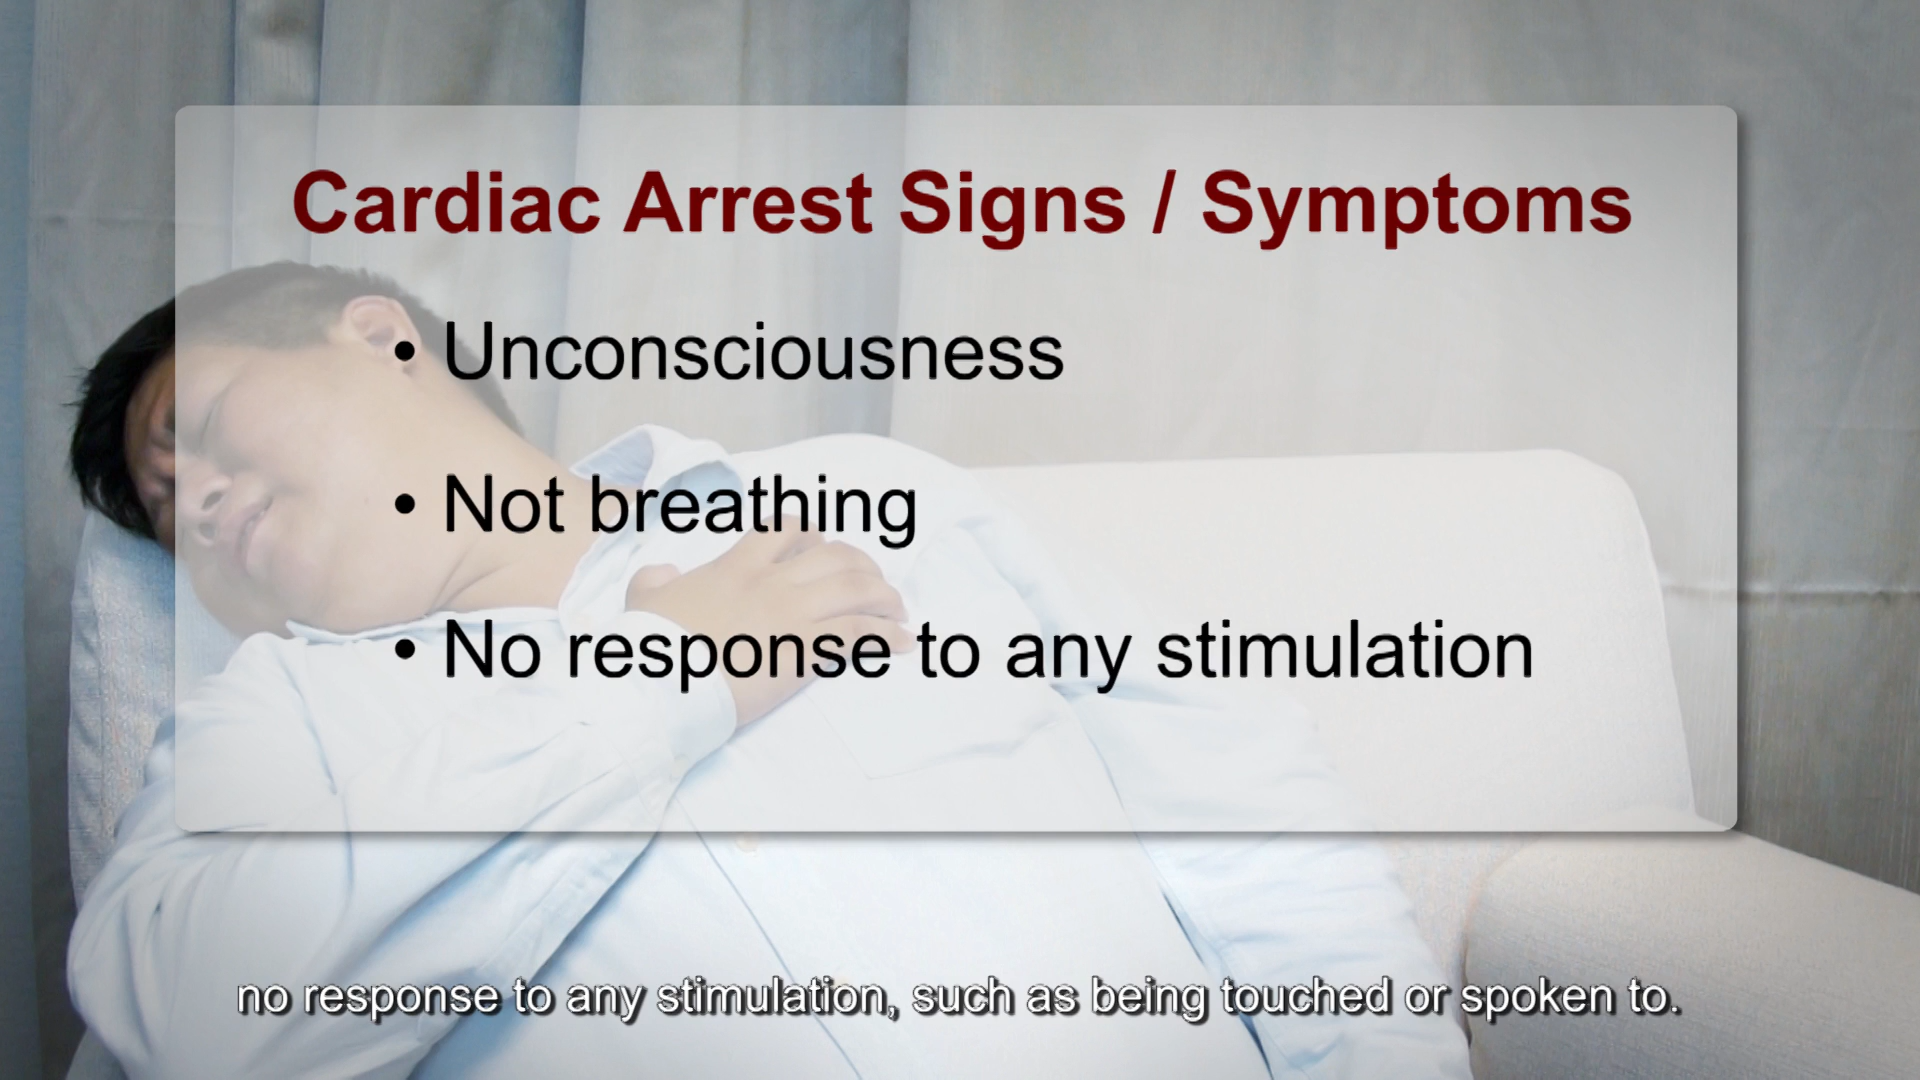 Cardiac Arrest Signs / Symptoms
• Unconsciousness
• Not breathing
• No response to any stimulation
no response to any stimulation, such as being touched or spoken to.